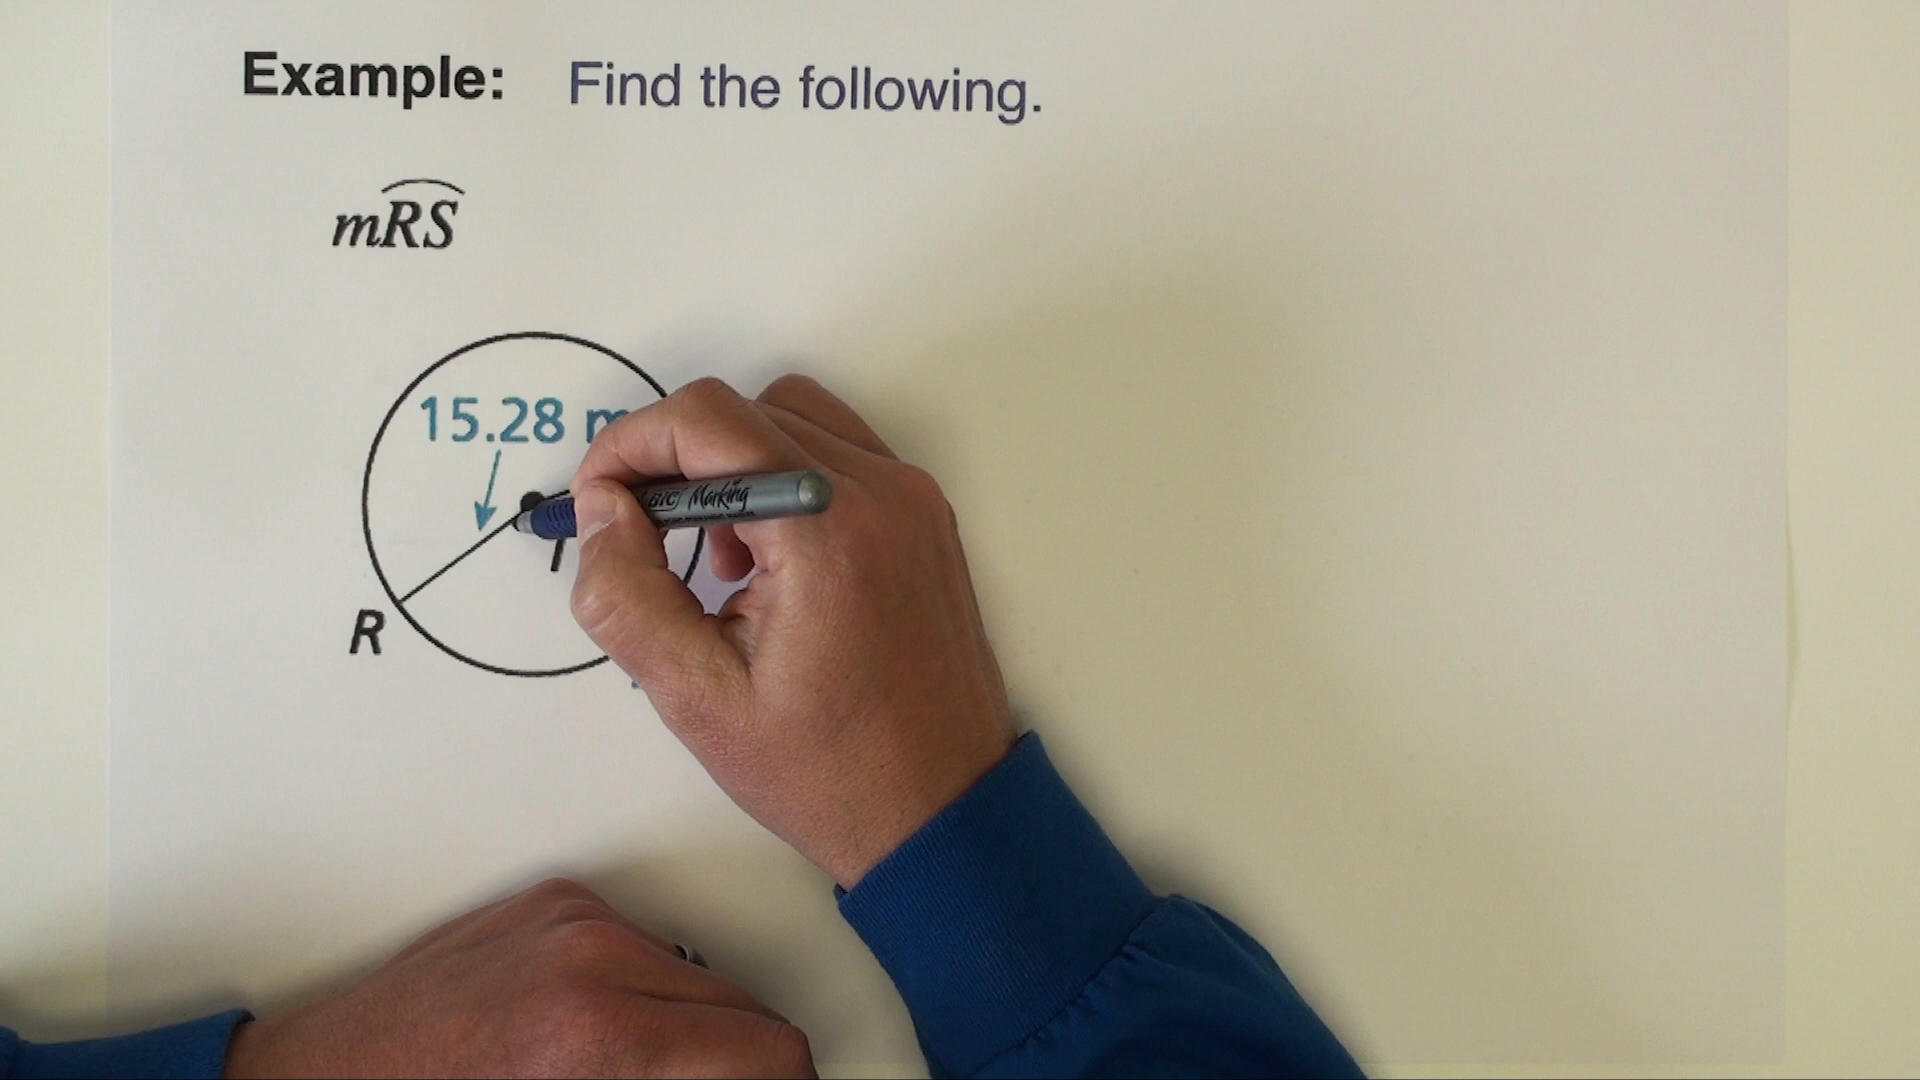 Example: Find the following.
mRS
15.28 m
R
T
BIC Marking